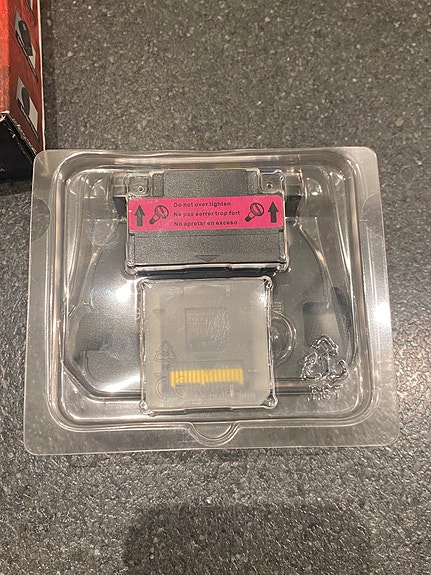 Do not over tighten
Ne pas serrer trop fort
No apretar en exceso